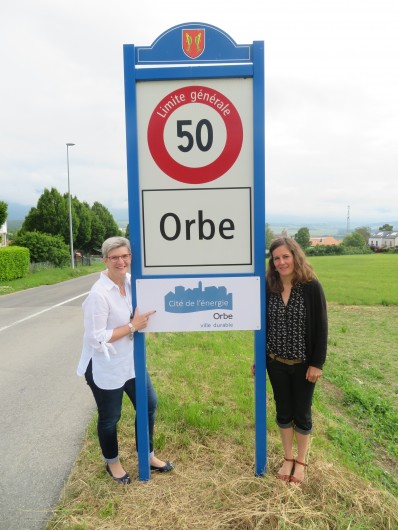 Limite générale
50
Orbe
Cité de l'énergie
Orbe
ville durable